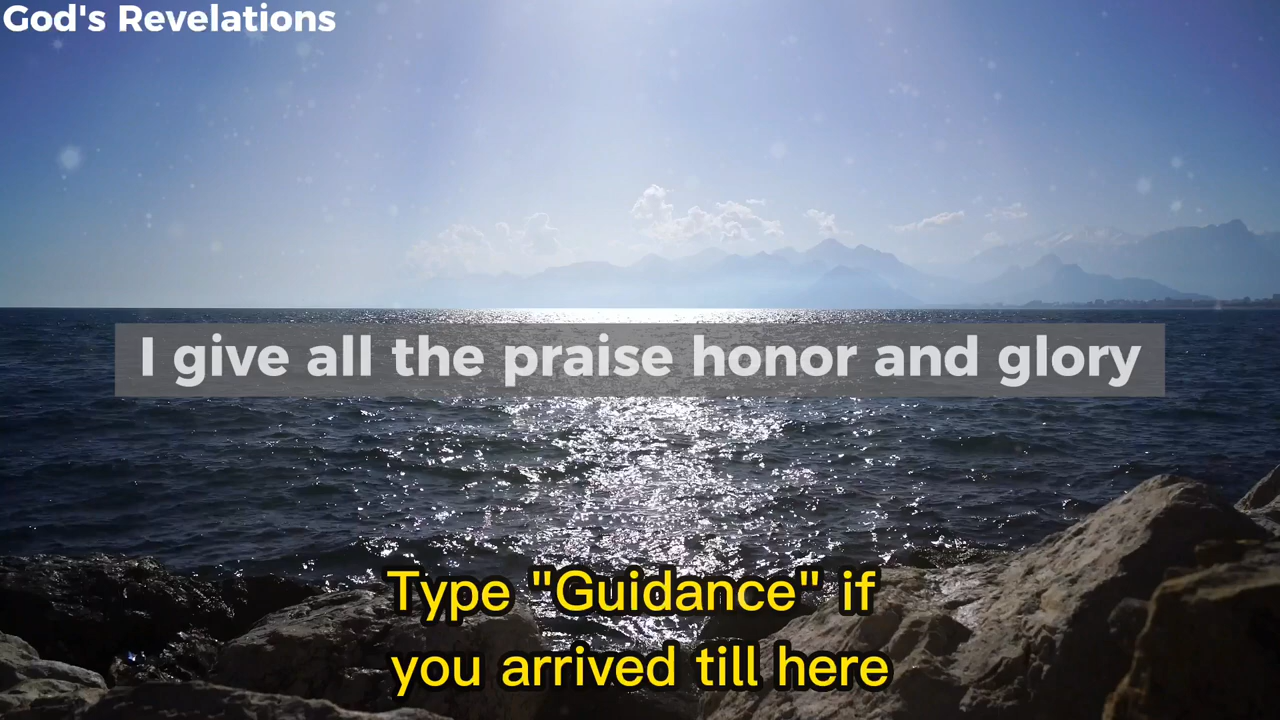 God's Revelations
I give all the praise honor and glory
Type "Guidance" if
you arrived till here